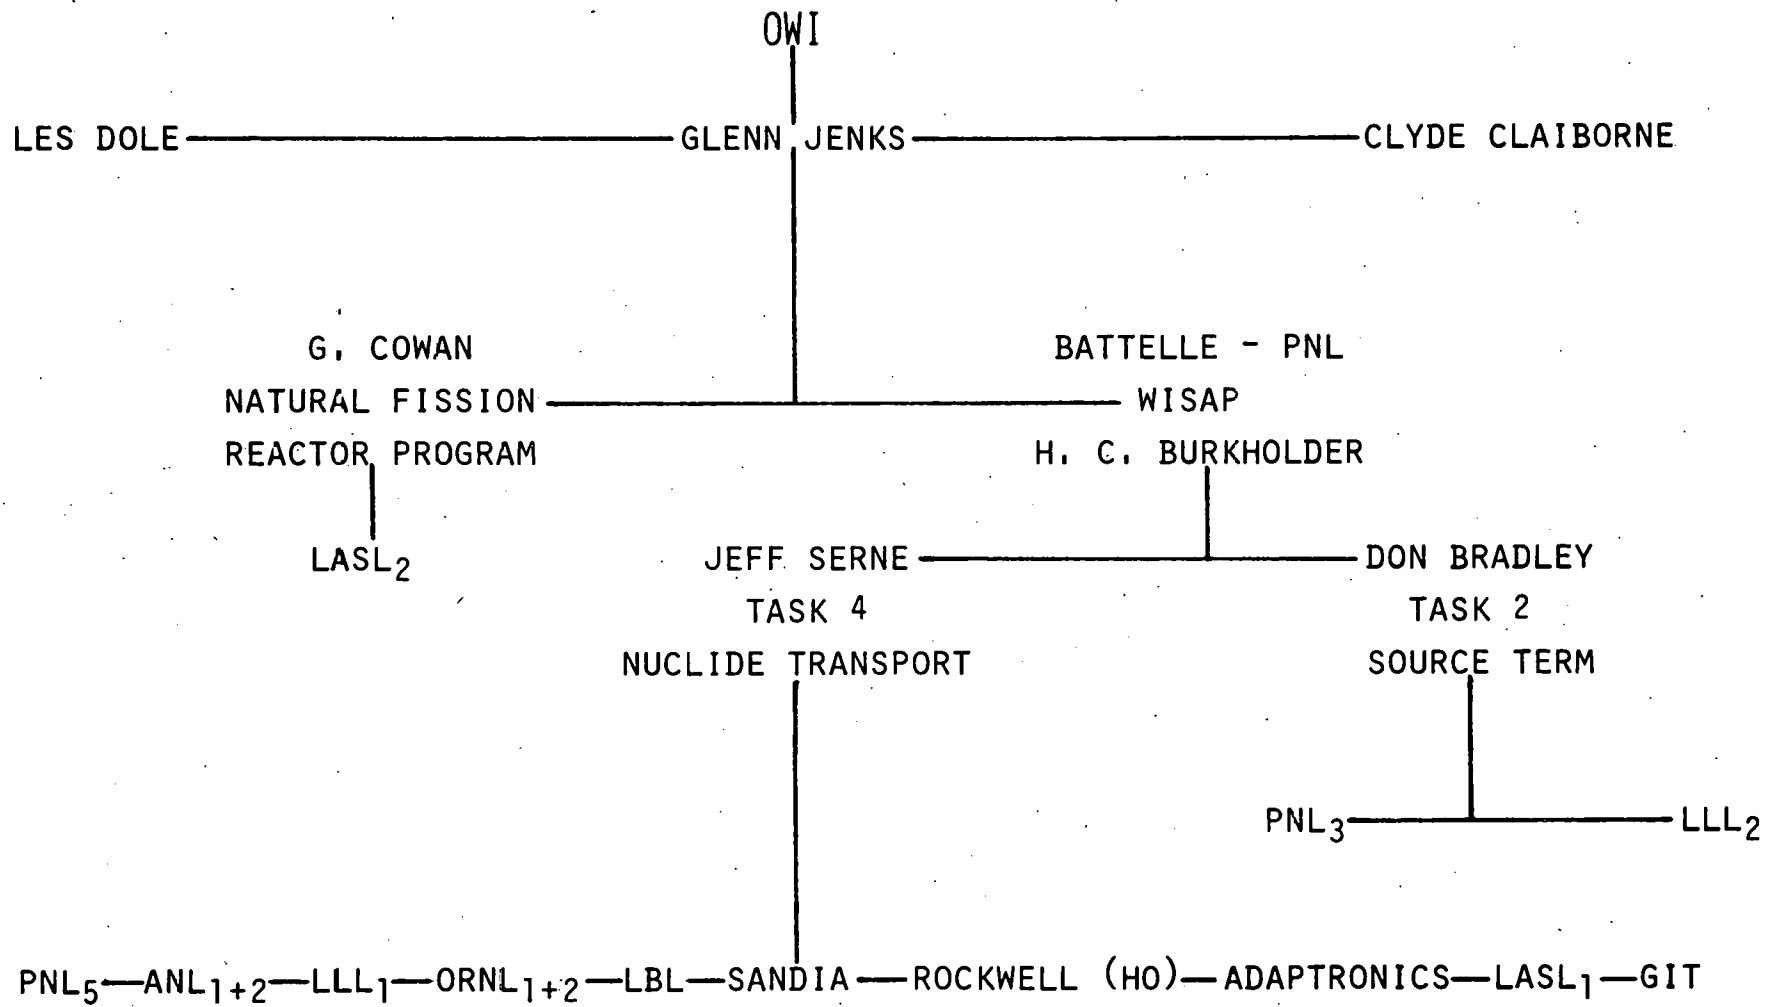 OWI
LES DOLE GLENN JENKS CLYDE CLAIBORNE
G. COWAN
NATURAL FISSION
REACTOR PROGRAM
LASL2
BATTELLE - PNL
WISAP
H. C. BURKHOLDER
JEFF SERNE
TASK 4
NUCLIDE TRANSPORT
DON BRADLEY
TASK 2
SOURCE TERM
PNL3 LLL2
PNL5—ANL1+2—LLL1—ORNL1+2—LBL—SANDIA—ROCKWELL (HO)—ADAPTRONICS—LASL1—GIT